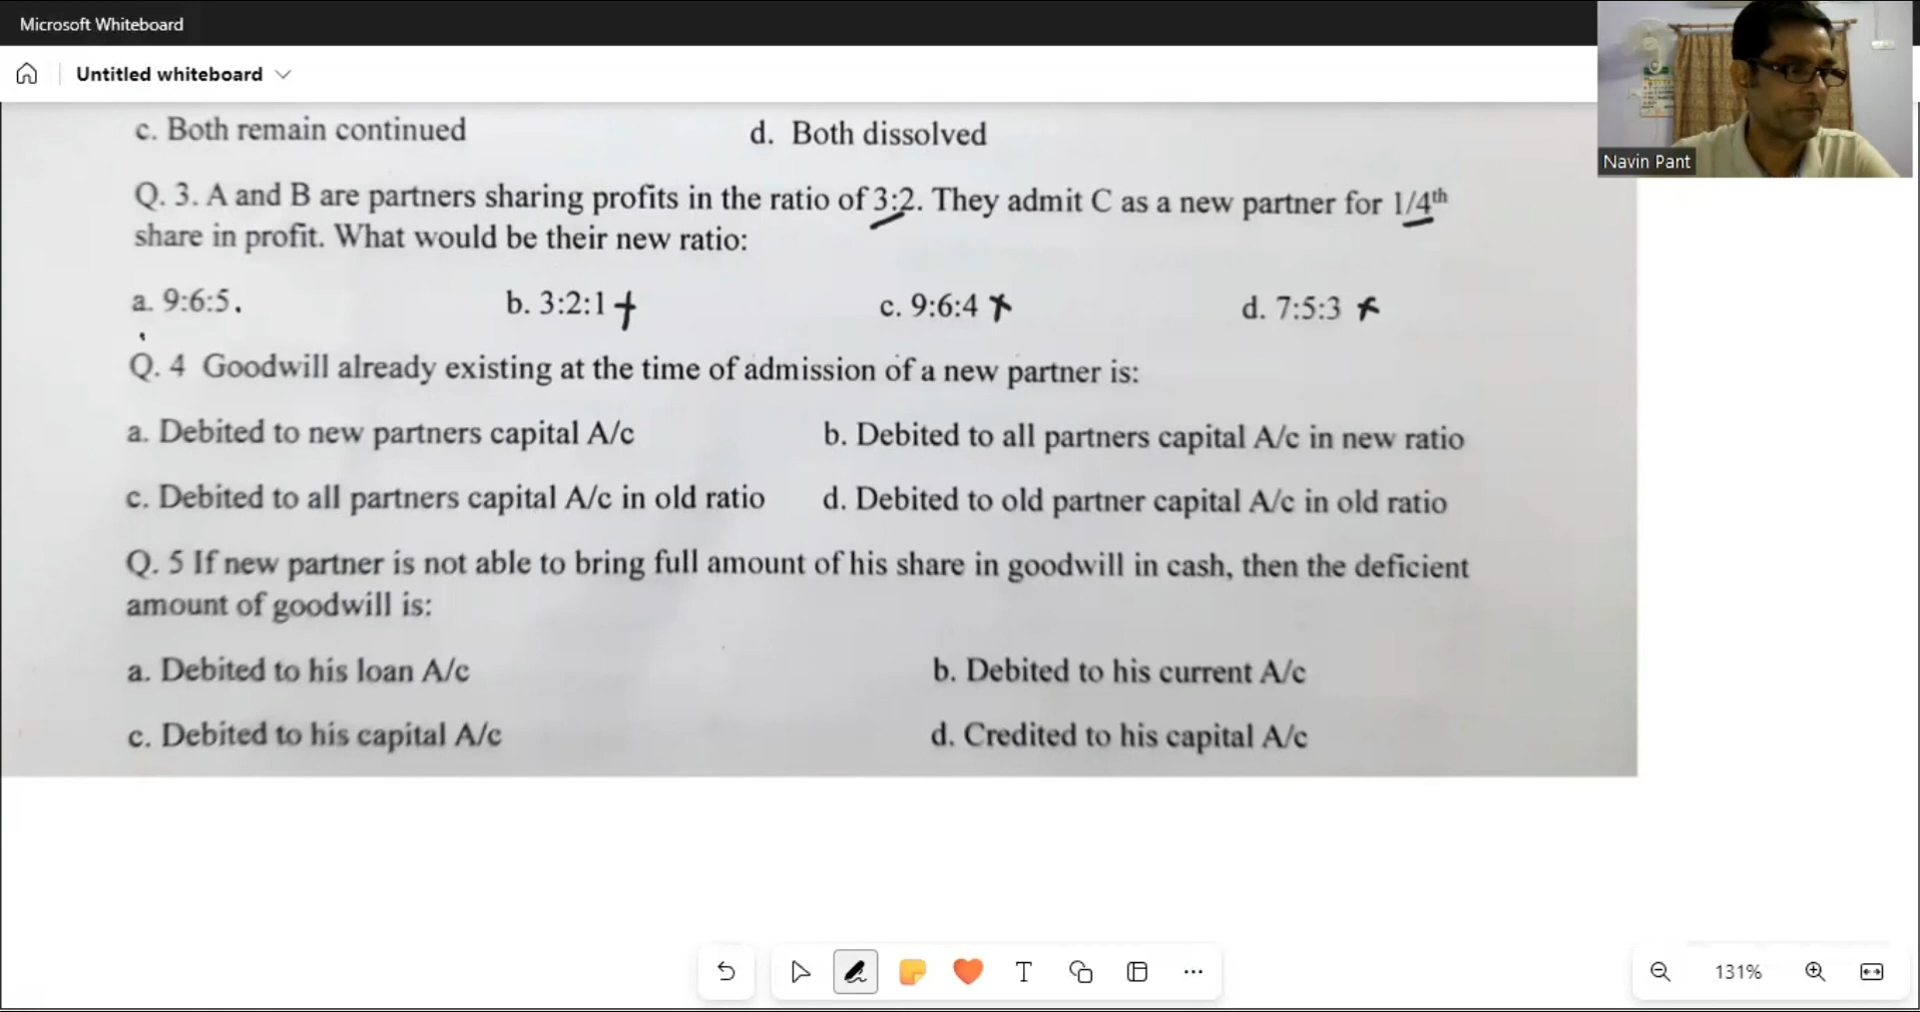 Microsoft Whiteboard
Untitled whiteboard
Navin Pant
c. Both remain continued d. Both dissolved
Q. 3. A and B are partners sharing profits in the ratio of 3:2. They admit C as a new partner for 1/4th
share in profit. What would be their new ratio:
a. 9:6:5. b. 3:2:1 c. 9:6:4 d. 7:5:3
Q. 4 Goodwill already existing at the time of admission of a new partner is:
a. Debited to new partners capital A/c b. Debited to all partners capital A/c in new ratio
c. Debited to all partners capital A/c in old ratio d. Debited to old partner capital A/c in old ratio
Q. 5 If new partner is not able to bring full amount of his share in goodwill in cash, then the deficient
amount of goodwill is:
a. Debited to his loan A/c b. Debited to his current A/c
c. Debited to his capital A/c d. Credited to his capital A/c
131%